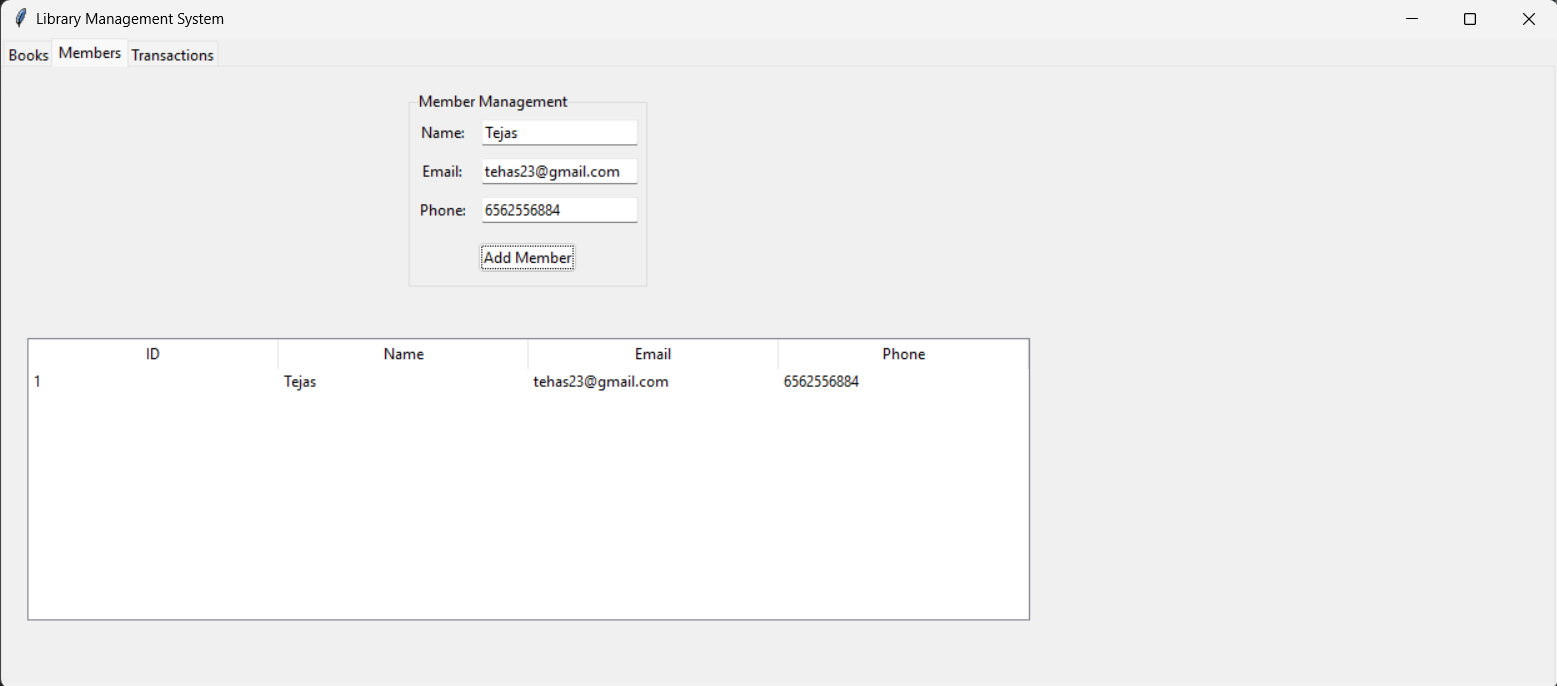 Library Management System
Books Members Transactions
Member Management
Name: Tejas
Email: tehas23@gmail.com
Phone: 6562556884
Add Member
ID Name Email Phone
1 Tejas tehas23@gmail.com 6562556884